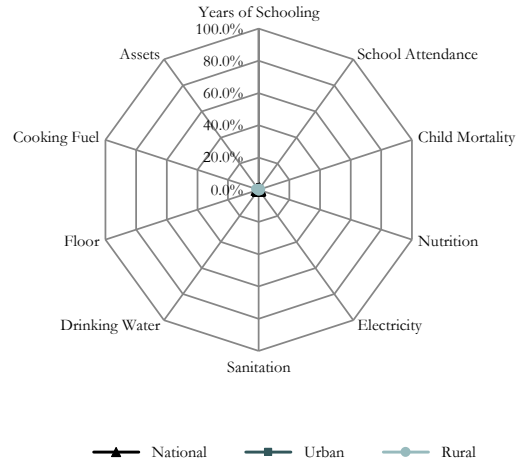 Years of Schooling
100.0%
Assets
School Attendance
80.0%
60.0%
40.0%
Cooking Fuel
Child Mortality
20.0%
0.0%
Floor
Nutrition
Drinking Water
Electricity
Sanitation
National
Urban
Rural